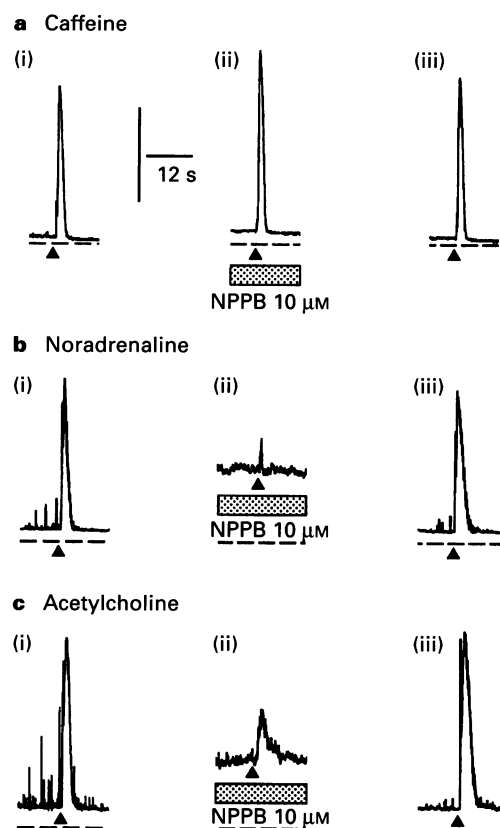 a Caffeine
(i) (ii) (iii)
12 s
NPPB 10 μM
b Noradrenaline
(i) (ii) (iii)
NPPB 10 μM
c Acetylcholine
(i) (ii) (iii)
NPPB 10 μM